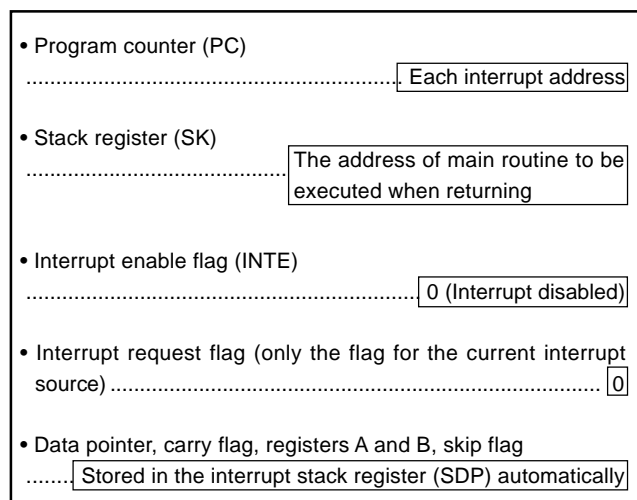 • Program counter (PC)
............................................................... Each interrupt address
• Stack register (SK)
............................................ The address of main routine to be
executed when returning
• Interrupt enable flag (INTE)
.................................................................. 0 (Interrupt disabled)
• Interrupt request flag (only the flag for the current interrupt
source) .................................................................................. 0
• Data pointer, carry flag, registers A and B, skip flag
........ Stored in the interrupt stack register (SDP) automatically